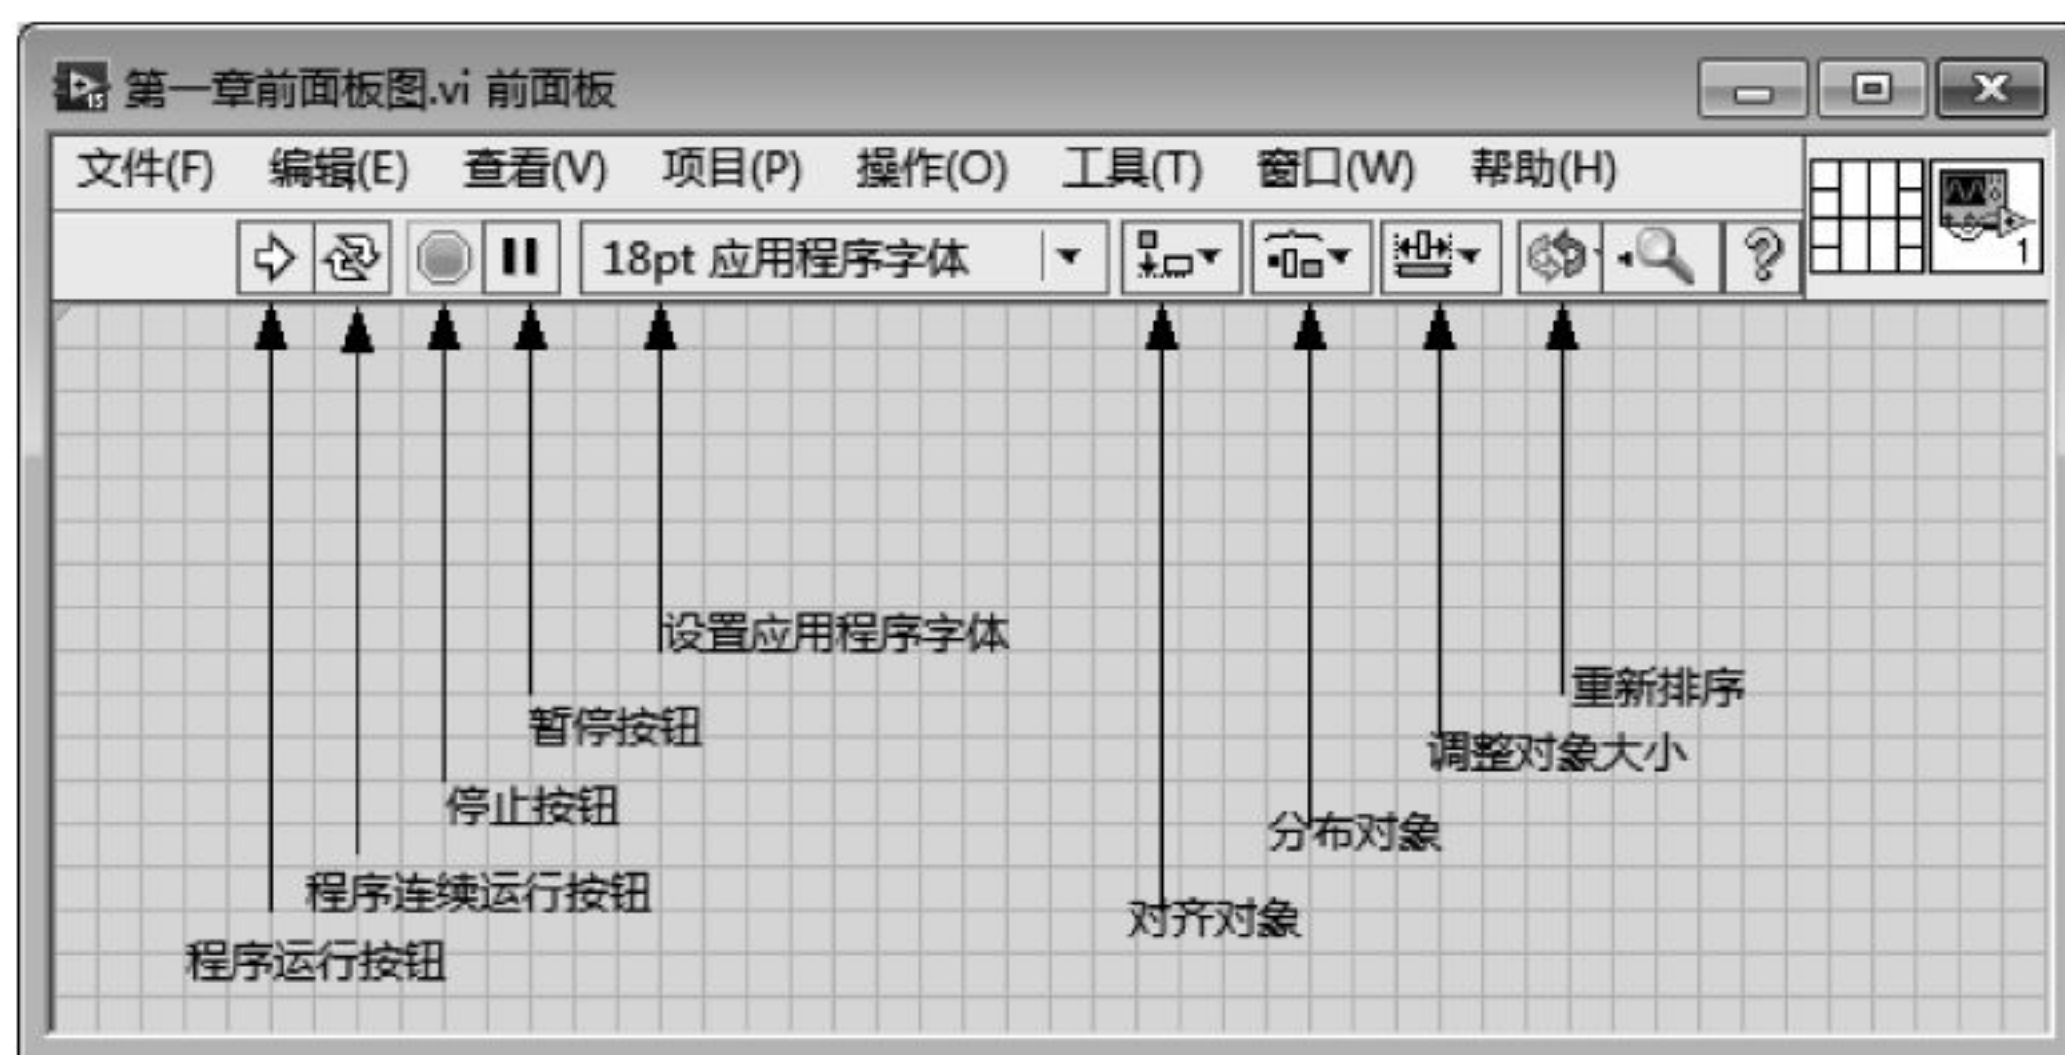 第一章前面板图.vi 前面板
文件(F) 编辑(E) 查看(V) 项目(P) 操作(O) 工具(T) 窗口(W) 帮助(H)
18pt 应用程序字体
1
设置应用程序字体
重新排序
暂停按钮
调整对象大小
停止按钮
分布对象
程序连续运行按钮
对齐对象
程序运行按钮